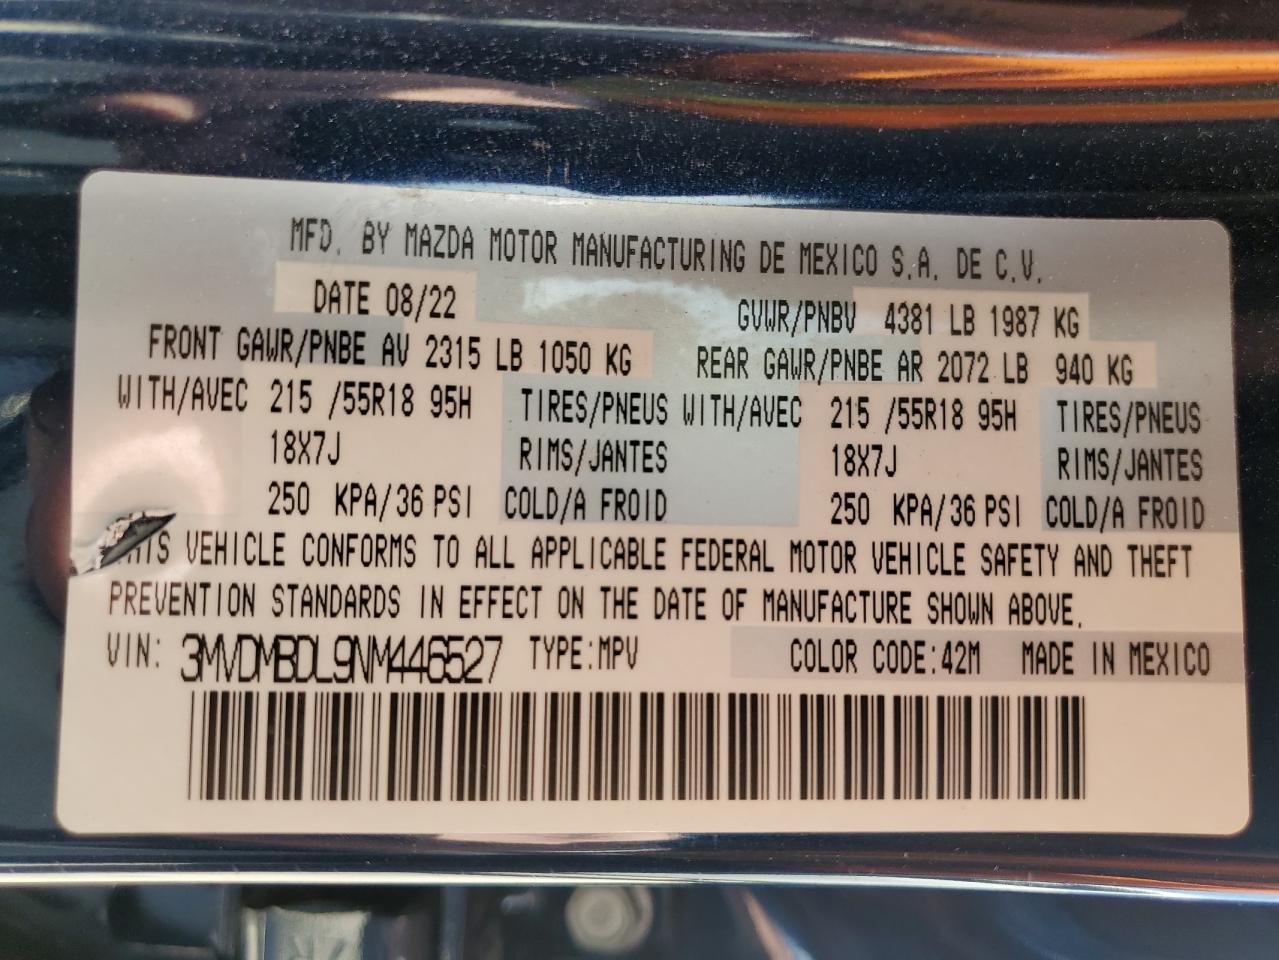 MFD. BY MAZDA MOTOR MANUFACTURING DE MEXICO S.A. DE C.V.
DATE 08/22 GVWR/PNBV 4381 LB 1987 KG
FRONT GAWR/PNBE AV 2315 LB 1050 KG REAR GAWR/PNBE AR 2072 LB 940 KG
WITH/AVEC 215 /55R18 95H TIRES/PNEUS WITH/AVEC 215 /55R18 95H TIRES/PNEUS
18X7J RIMS/JANTES 18X7J RIMS/JANTES
250 KPA/36 PSI COLD/A FROID 250 KPA/36 PSI COLD/A FROID
THIS VEHICLE CONFORMS TO ALL APPLICABLE FEDERAL MOTOR VEHICLE SAFETY AND THEFT
PREVENTION STANDARDS IN EFFECT ON THE DATE OF MANUFACTURE SHOWN ABOVE.
VIN: 3MVDMBDL9NM446527 TYPE:MPV COLOR CODE:42M MADE IN MEXICO